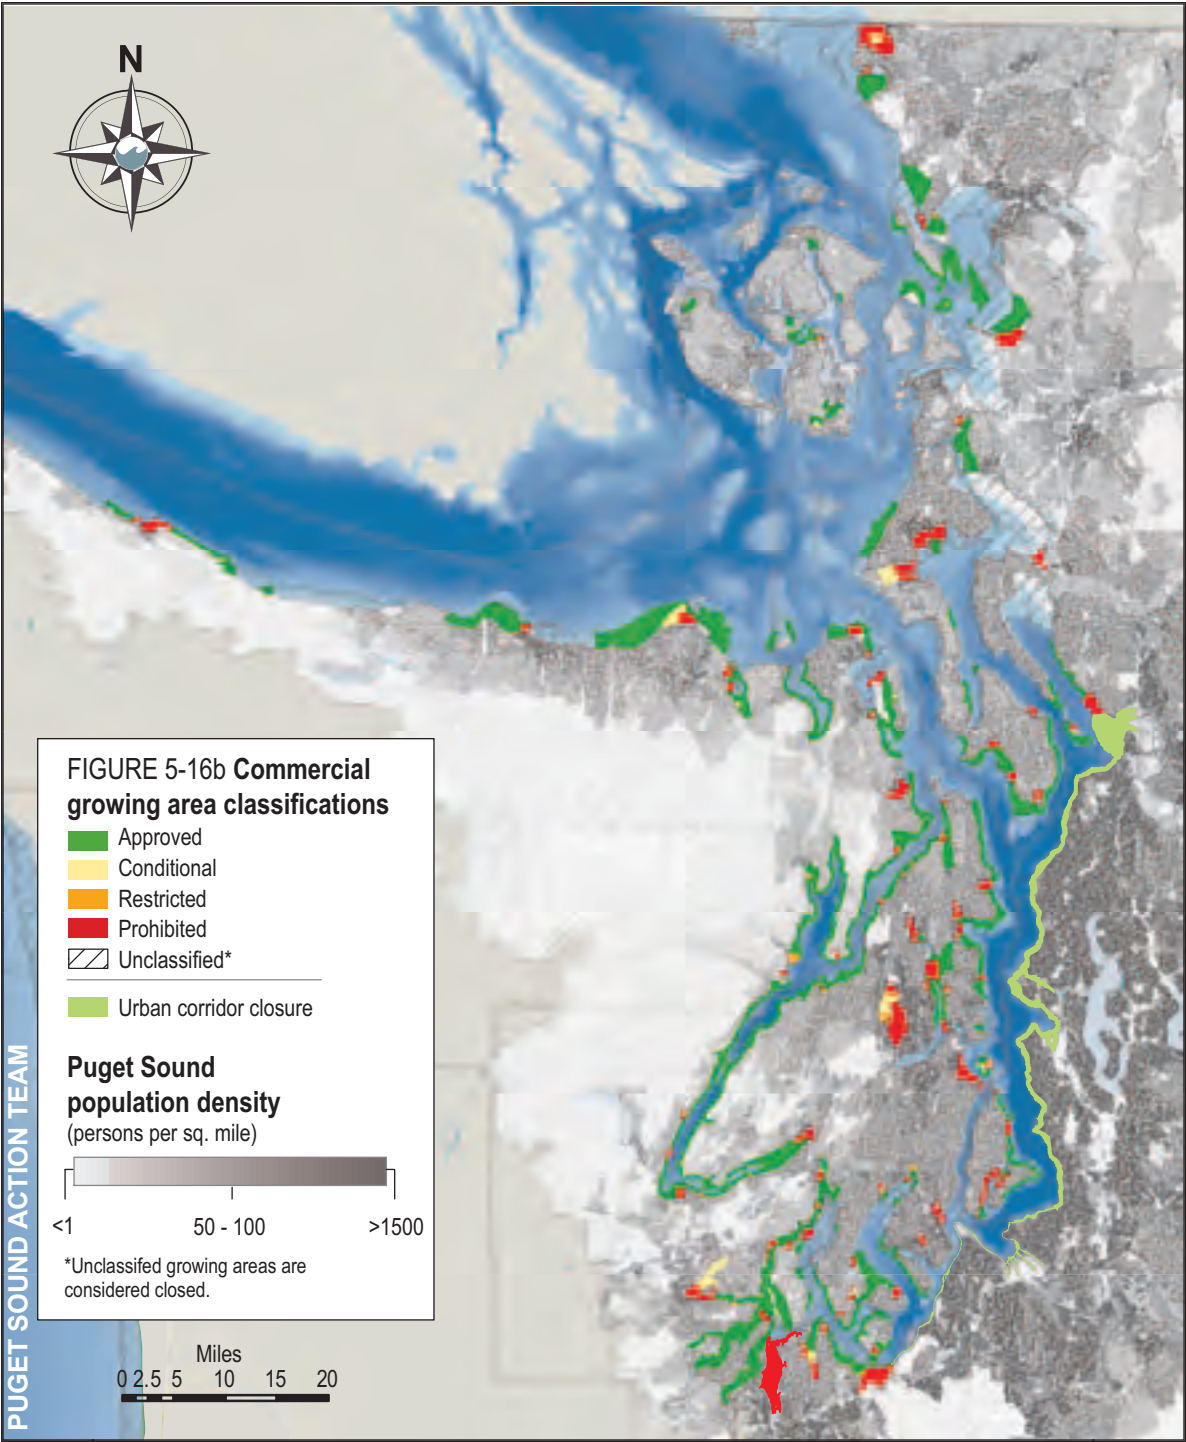 N
FIGURE 5-16b Commercial
growing area classifications
Approved
Conditional
Restricted
Prohibited
Unclassified*
Urban corridor closure
Puget Sound
population density
(persons per sq. mile)
<1 50 - 100 >1500
*Unclassifed growing areas are
considered closed.
Miles
0 2.5 5 10 15 20
PUGET SOUND ACTION TEAM